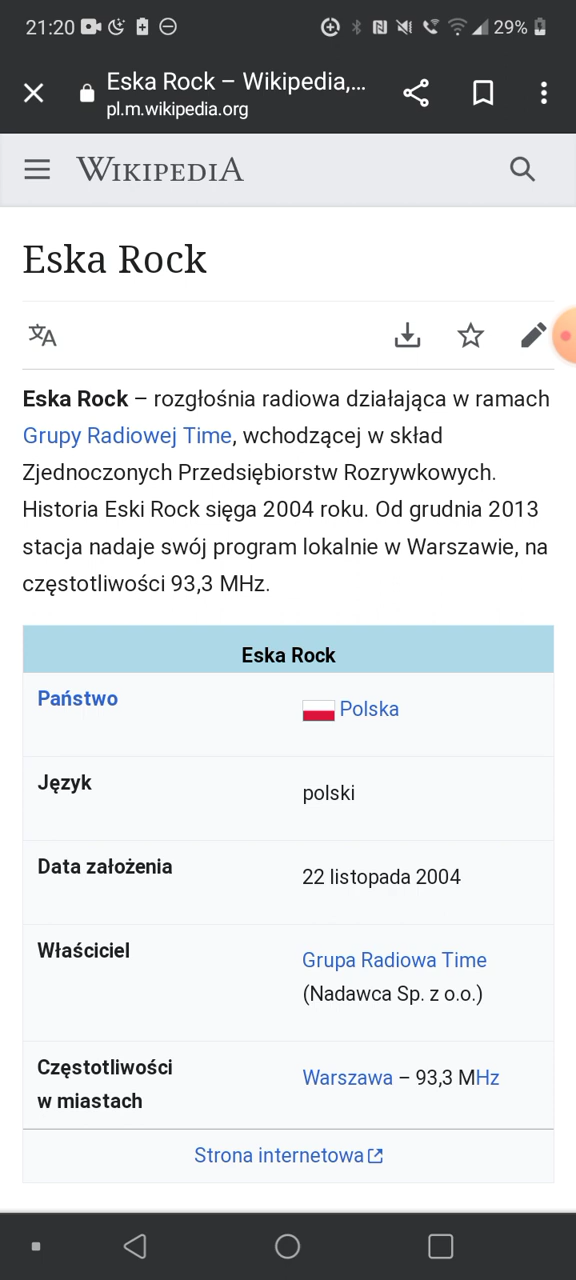 21:20
29%
Eska Rock – Wikipedia,...
pl.m.wikipedia.org
WIKIPEDIA
Eska Rock
Eska Rock – rozgłośnia radiowa działająca w ramach
Grupy Radiowej Time, wchodzącej w skład
Zjednoczonych Przedsiębiorstw Rozrywkowych.
Historia Eski Rock sięga 2004 roku. Od grudnia 2013
stacja nadaje swój program lokalnie w Warszawie, na
częstotliwości 93,3 MHz.
Eska Rock
Państwo
Polska
Język
polski
Data założenia
22 listopada 2004
Właściciel
Grupa Radiowa Time
(Nadawca Sp. z o.o.)
Częstotliwości
w miastach
Warszawa – 93,3 MHz
Strona internetowa